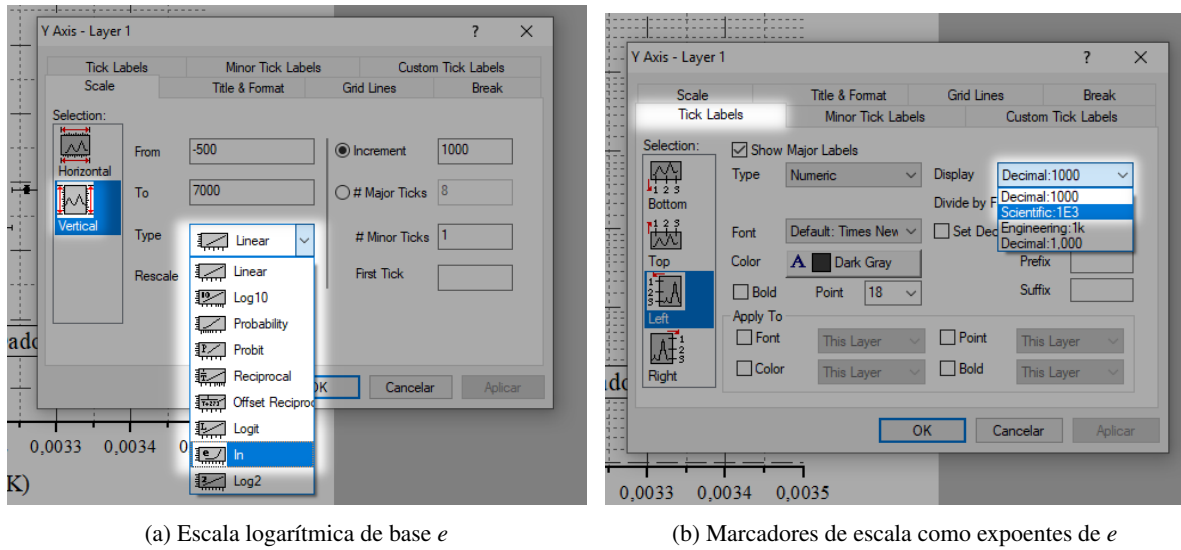 Y Axis - Layer 1 ? ×
Tick Labels Minor Tick Labels Custom Tick Labels
Scale Title & Format Grid Lines Break
Selection:
Horizontal
Vertical
From -500
To 7000
Type Linear
Rescale
Linear
Log10
Probability
Probit
Reciprocal
Offset Reciproc
Logit
ln
Log2
Increment 1000
# Major Ticks 8
# Minor Ticks 1
First Tick
OK Cancelar Aplicar
0,0033 0,0034 0
K)
(a) Escala logarítmica de base e
Y Axis - Layer 1 ? ×
Scale Title & Format Grid Lines Break
Tick Labels Minor Tick Labels Custom Tick Labels
Selection:
Bottom
Top
Left
Right
Show Major Labels
Type Numeric
Display Decimal:1000
Divide by F
Decimal:1000
Scientific:1E3
Engineering:1k
Decimal:1,000
Font Default: Times New
Set Dec
Color A Dark Gray
Prefix
Bold Point 18
Suffix
Apply To
Font This Layer Point This Layer
Color This Layer Bold This Layer
OK Cancelar Aplicar
0,0033 0,0034 0,0035
(b) Marcadores de escala como expoentes de e